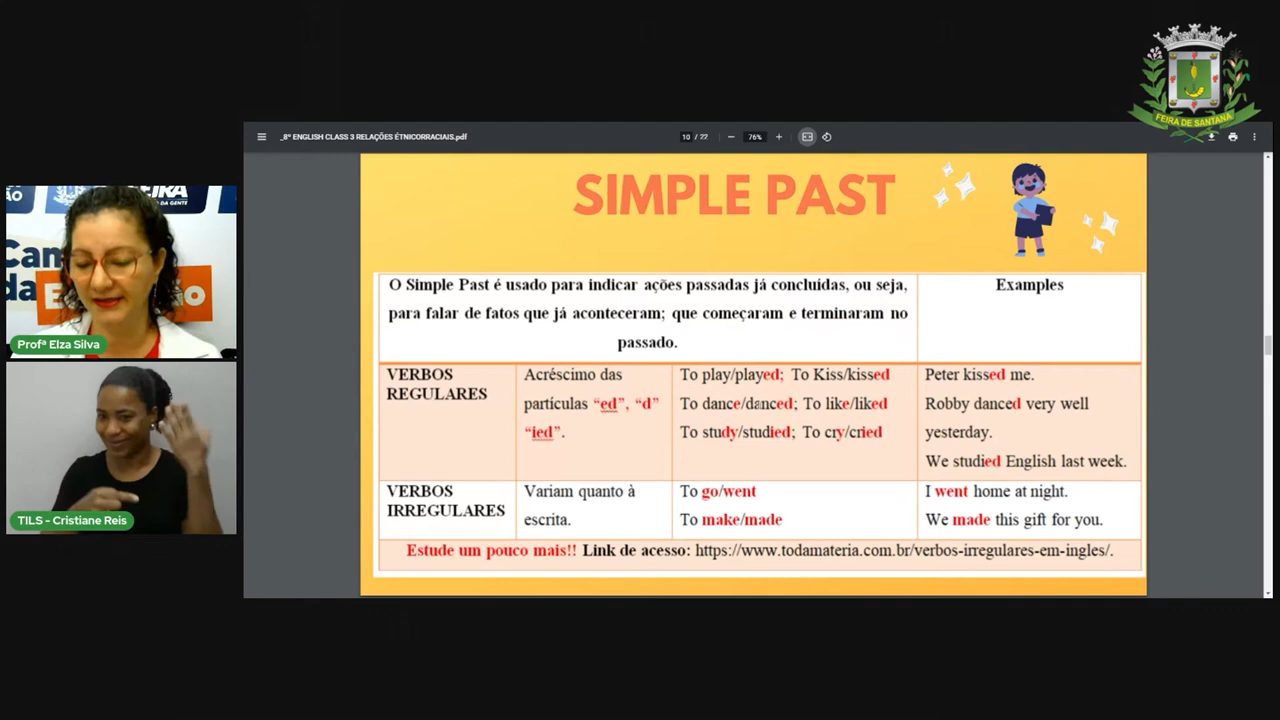 FEIRA DE SANTANA
_8º ENGLISH CLASS 3 RELAÇÕES ÉTNICORRACIAIS.pdf
10 / 22
76%
SIMPLE PAST
O Simple Past é usado para indicar ações passadas já concluídas, ou seja,
para falar de fatos que já aconteceram; que começaram e terminaram no
passado.
Examples
VERBOS
REGULARES
Acréscimo das
partículas “ed”, “d”
“ied”.
To play/played; To Kiss/kissed
To dance/danced; To like/liked
To study/studied; To cry/cried
Peter kissed me.
Robby danced very well
yesterday.
We studied English last week.
VERBOS
IRREGULARES
Variam quanto à
escrita.
To go/went
To make/made
I went home at night.
We made this gift for you.
Estude um pouco mais!! Link de acesso: https://www.todamateria.com.br/verbos-irregulares-em-ingles/.
Profª Elza Silva
TILS - Cristiane Reis